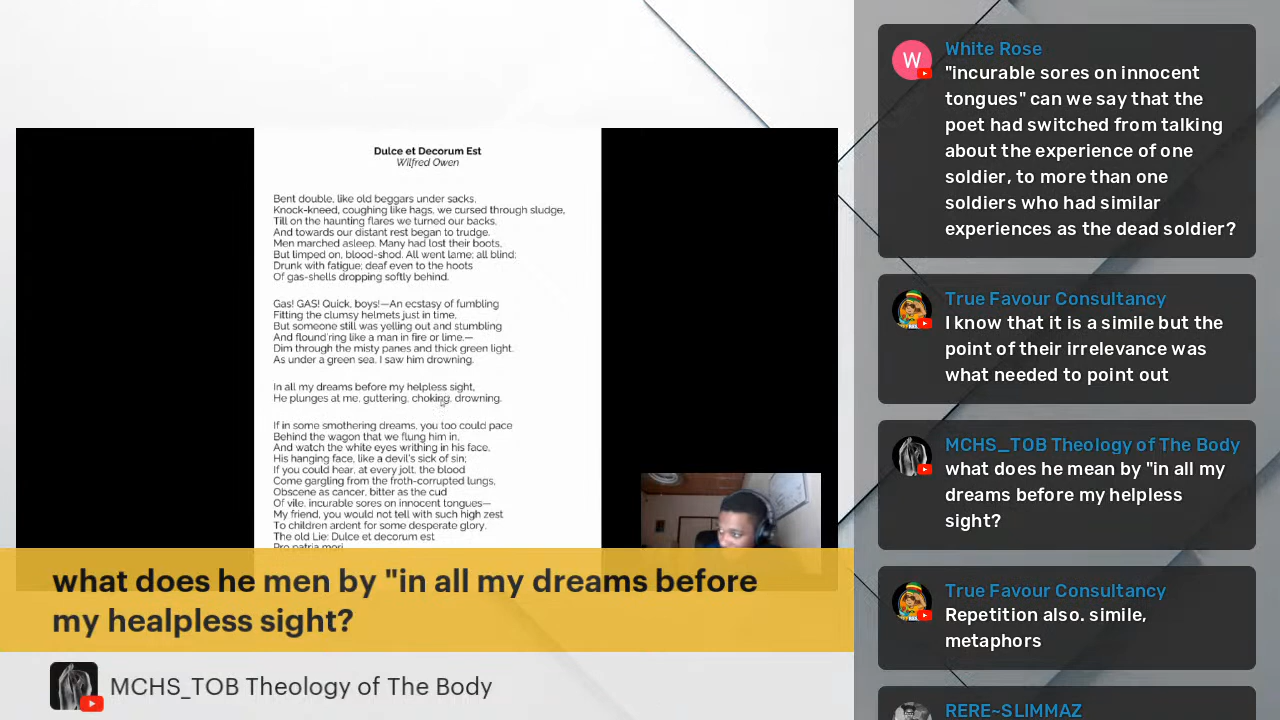 Dulce et Decorum Est
Wilfred Owen
Bent double, like old beggars under sacks,
Knock-kneed, coughing like hags, we cursed through sludge,
Till on the haunting flares we turned our backs,
And towards our distant rest began to trudge.
Men marched asleep. Many had lost their boots,
But limped on, blood-shod. All went lame; all blind;
Drunk with fatigue; deaf even to the hoots
Of gas-shells dropping softly behind.
Gas! GAS! Quick, boys!—An ecstasy of fumbling
Fitting the clumsy helmets just in time,
But someone still was yelling out and stumbling
And flound'ring like a man in fire or lime.—
Dim through the misty panes and thick green light,
As under a green sea, I saw him drowning.
In all my dreams before my helpless sight,
He plunges at me, guttering, choking, drowning.
If in some smothering dreams, you too could pace
Behind the wagon that we flung him in,
And watch the white eyes writhing in his face,
His hanging face, like a devil's sick of sin;
If you could hear, at every jolt, the blood
Come gargling from the froth-corrupted lungs,
Obscene as cancer, bitter as the cud
Of vile, incurable sores on innocent tongues—
My friend, you would not tell with such high zest
To children ardent for some desperate glory,
The old Lie: Dulce et decorum est
Pro patria mori
what does he men by "in all my dreams before
my healpless sight?
MCHS_TOB Theology of The Body
W
White Rose
"incurable sores on innocent
tongues" can we say that the
poet had switched from talking
about the experience of one
soldier, to more than one
soldiers who had similar
experiences as the dead soldier?
True Favour Consultancy
I know that it is a simile but the
point of their irrelevance was
what needed to point out
MCHS_TOB Theology of The Body
what does he mean by "in all my
dreams before my helpless
sight?
True Favour Consultancy
Repetition also. simile,
metaphors
RERE~SLIMMAZ